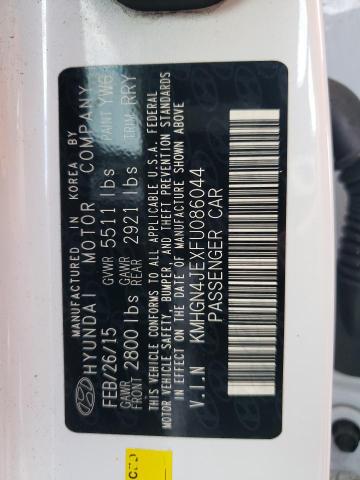 MANUFACTURED IN KOREA BY
HYUNDAI MOTOR COMPANY
FEB/26/15 GVWR 5511 lbs PAINT YW6
GAWR FRONT 2800 lbs GAWR REAR 2921 lbs TRIM RRY
THIS VEHICLE CONFORMS TO ALL APPLICABLE U.S.A. FEDERAL
MOTOR VEHICLE SAFETY, BUMPER, AND THEFT PREVENTION STANDARDS
IN EFFECT ON THE DATE OF MANUFACTURE SHOWN ABOVE
V.I.N KMHGN4JEXFU086044
PASSENGER CAR